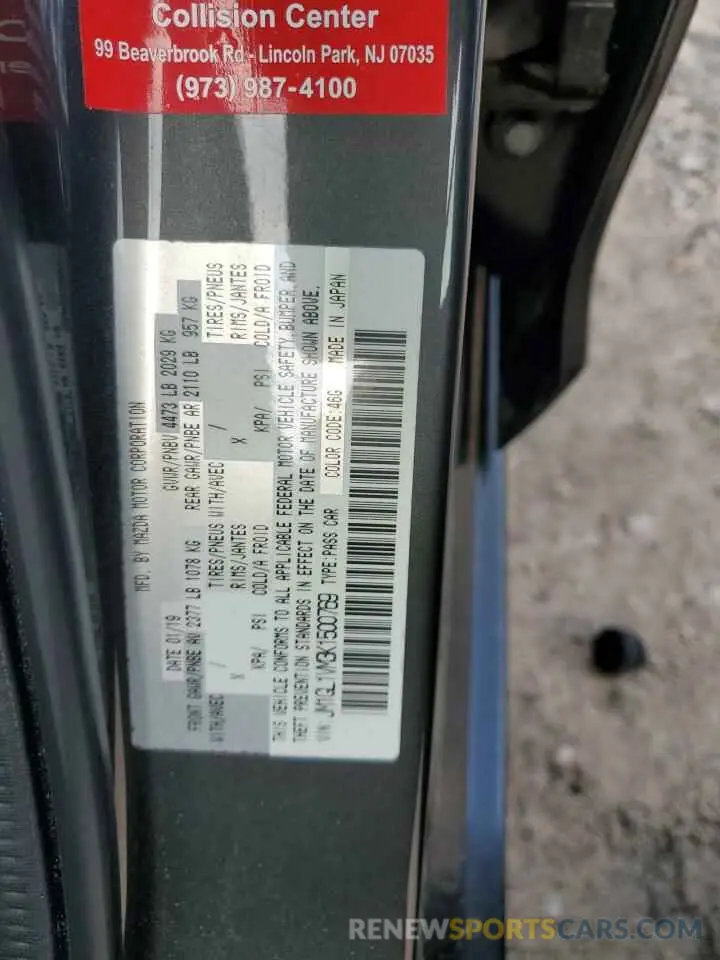 Collision Center
99 Beaverbrook Rd - Lincoln Park, NJ 07035
(973) 987-4100
MFD. BY MAZDA MOTOR CORPORATION
DATE 01/19 GVWR/PNBV 4473 LB 2029 KG
FRONT GAWR/PNBE AV 2377 LB 1078 KG REAR GAWR/PNBE AR 2110 LB 957 KG
WITH/AVEC / TIRES/PNEUS WITH/AVEC / TIRES/PNEUS
X RIMS/JANTES X RIMS/JANTES
KPA/ PSI COLD/A FROID KPA/ PSI COLD/A FROID
THIS VEHICLE CONFORMS TO ALL APPLICABLE FEDERAL MOTOR VEHICLE SAFETY, BUMPER, AND
THEFT PREVENTION STANDARDS IN EFFECT ON THE DATE OF MANUFACTURE SHOWN ABOVE.
VIN: JM1GL1VM3K1500769 TYPE:PASS CAR COLOR CODE:46G MADE IN JAPAN
RENEWSPORTSCARS.COM